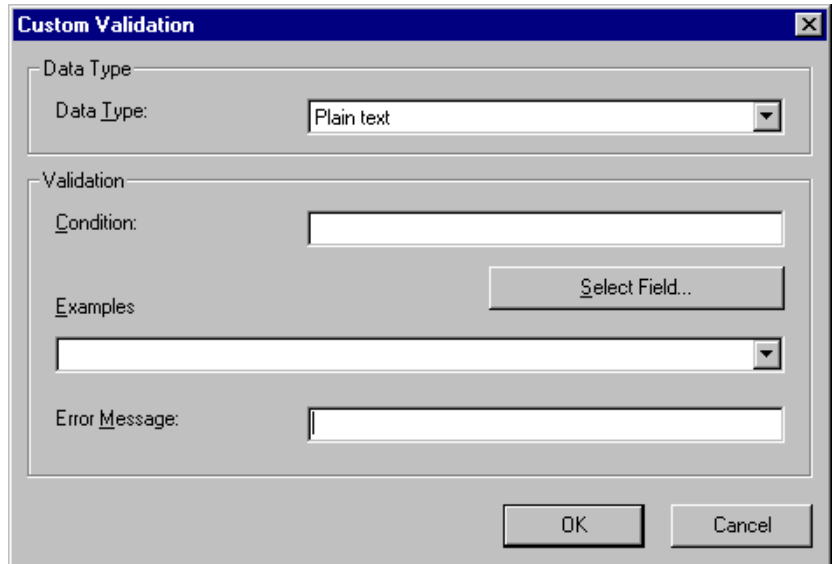 Custom Validation
Data Type
Data Type:
Plain text
Validation
Condition:
Select Field...
Examples
Error Message:
OK
Cancel